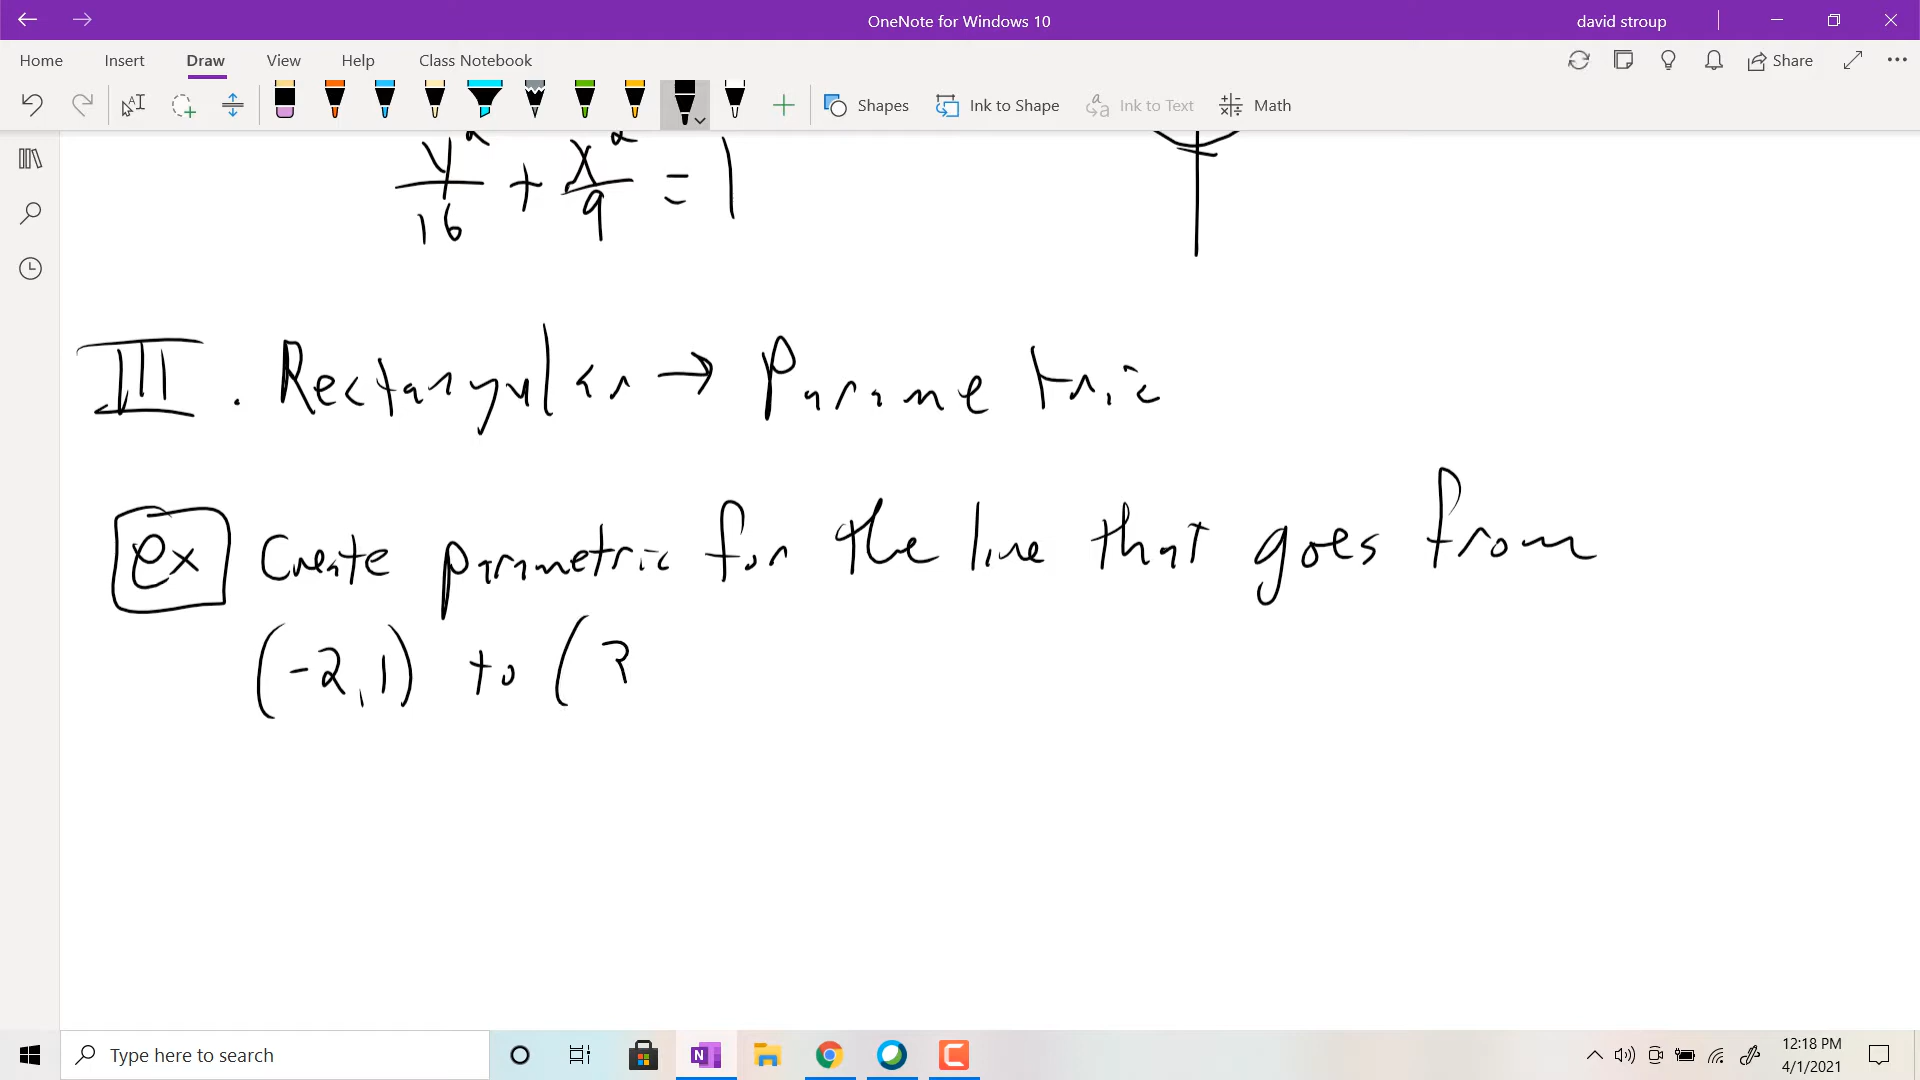 OneNote for Windows 10
david stroup
Home Insert Draw View Help Class Notebook
Share
Shapes Ink to Shape Ink to Text Math
y² / 16 + x² / 9 = 1
III. Rectangular → Parametric
ex Create parametric for the line that goes from
(-2, 1) to (3
Type here to search
12:18 PM
4/1/2021